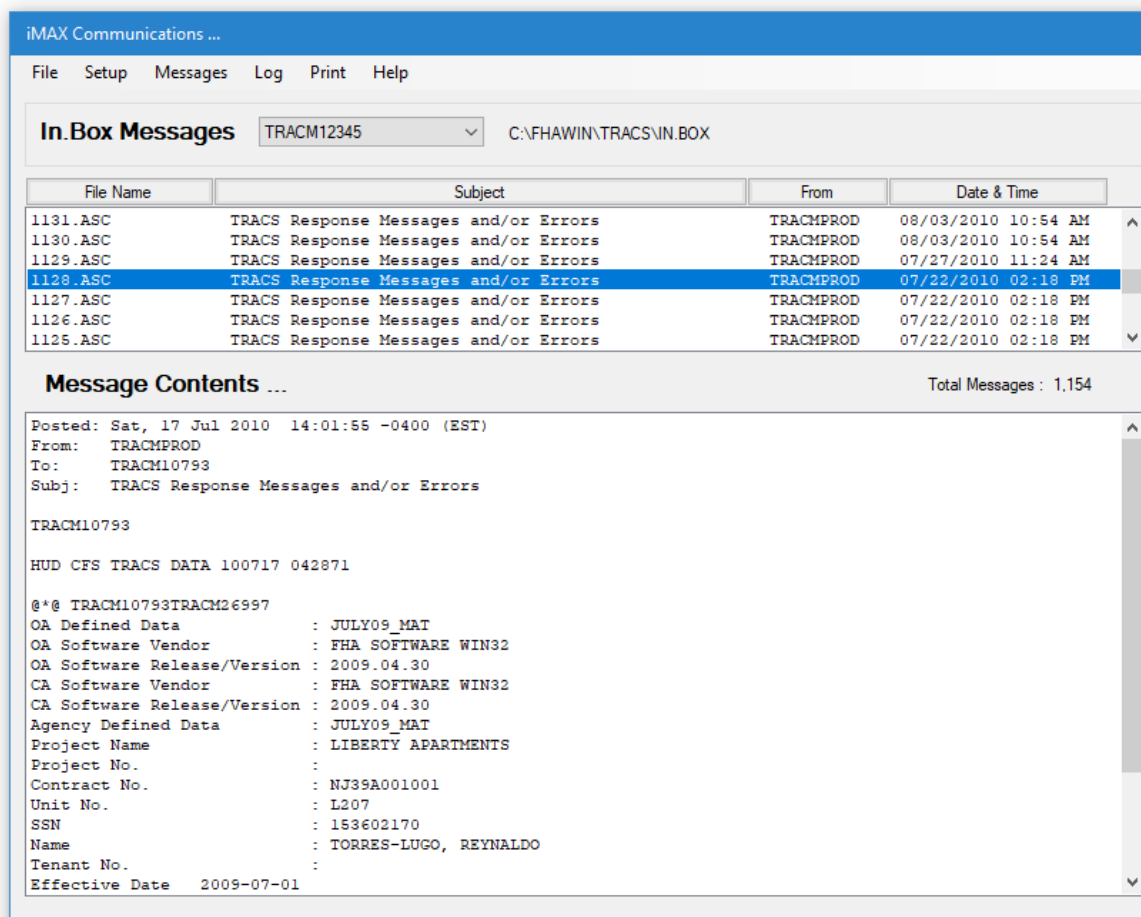 iMAX Communications ...
File Setup Messages Log Print Help
In.Box Messages TRACM12345 C:\FHAWIN\TRACS\IN.BOX
File Name Subject From Date & Time
1131.ASC TRACS Response Messages and/or Errors TRACMPROD 08/03/2010 10:54 AM
1130.ASC TRACS Response Messages and/or Errors TRACMPROD 08/03/2010 10:54 AM
1129.ASC TRACS Response Messages and/or Errors TRACMPROD 07/27/2010 11:24 AM
1128.ASC TRACS Response Messages and/or Errors TRACMPROD 07/22/2010 02:18 PM
1127.ASC TRACS Response Messages and/or Errors TRACMPROD 07/22/2010 02:18 PM
1126.ASC TRACS Response Messages and/or Errors TRACMPROD 07/22/2010 02:18 PM
1125.ASC TRACS Response Messages and/or Errors TRACMPROD 07/22/2010 02:18 PM
Message Contents ... Total Messages : 1,154
Posted: Sat, 17 Jul 2010 14:01:55 -0400 (EST)
From: TRACMPROD
To: TRACM10793
Subj: TRACS Response Messages and/or Errors
TRACM10793
HUD CFS TRACS DATA 100717 042871
@*@ TRACM10793TRACM26997
OA Defined Data : JULY09_MAT
OA Software Vendor : FHA SOFTWARE WIN32
OA Software Release/Version : 2009.04.30
CA Software Vendor : FHA SOFTWARE WIN32
CA Software Release/Version : 2009.04.30
Agency Defined Data : JULY09_MAT
Project Name : LIBERTY APARTMENTS
Project No. :
Contract No. : NJ39A001001
Unit No. : L207
SSN : 153602170
Name : TORRES-LUGO, REYNALDO
Tenant No. :
Effective Date 2009-07-01